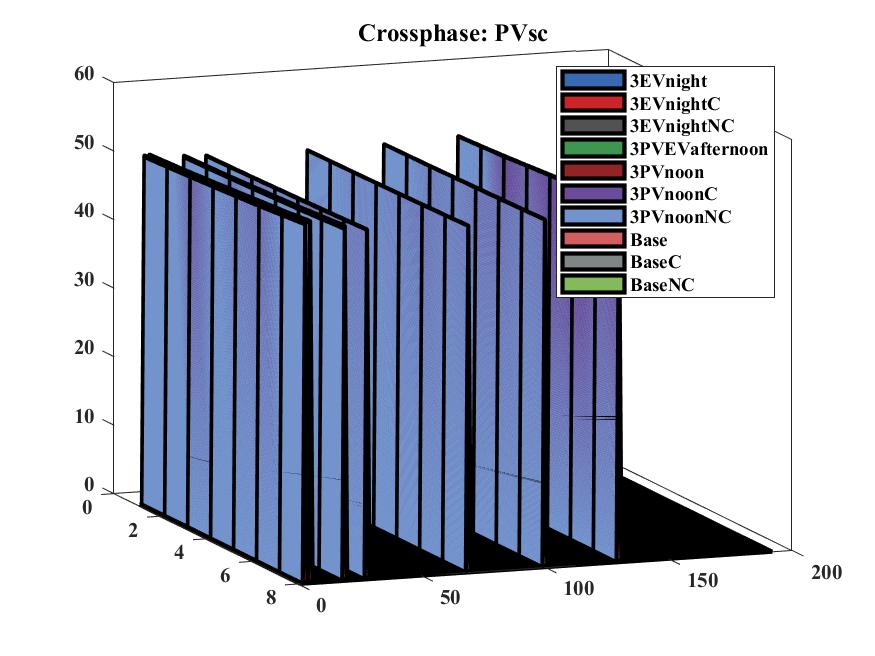 Crossphase: PVsc
3EVnight
3EVnightC
3EVnightNC
3PVEVafternoon
3PVnoon
3PVnoonC
3PVnoonNC
Base
BaseC
BaseNC
60
50
40
30
20
10
0
0
2
4
6
8
0
50
100
150
200